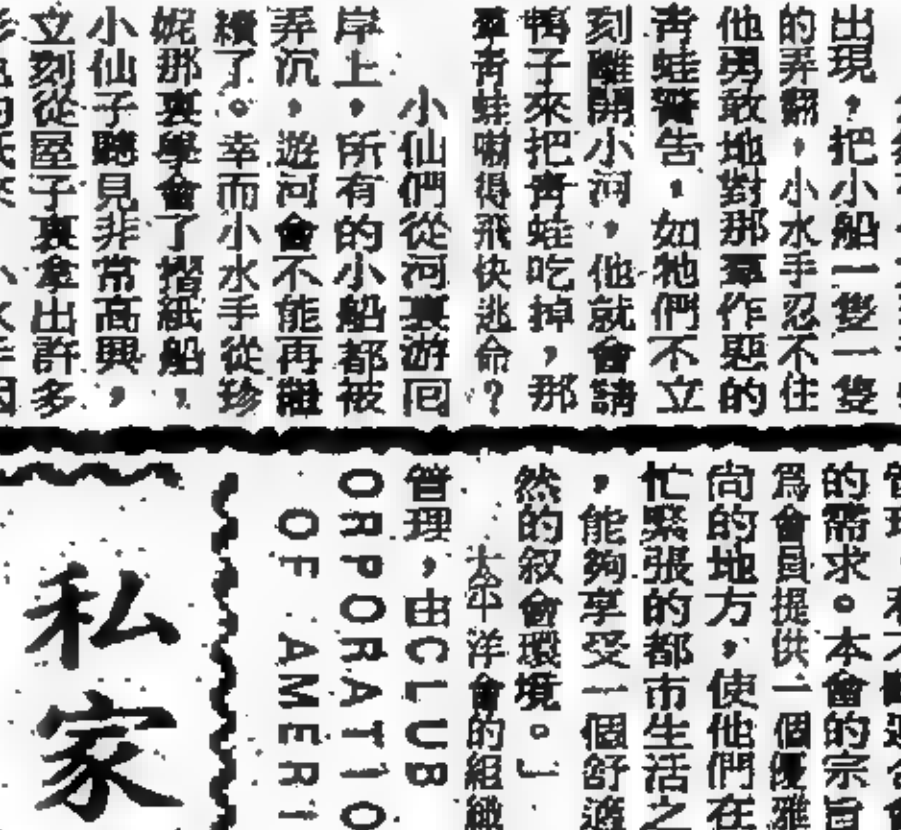 出現，把小船一隻一隻
的弄翻，小水手忍不住
他勇敢地對那羣作惡的
青蛙警告，如牠們不立
刻離開小河，他就會請
鴨子來把青蛙吃掉，那
羣青蛙嚇得飛快逃命？
小仙們從河裏游回
岸上，所有的小船都被
弄沉，遊河會不能再繼
續了。幸而小水手從珍
妮那裏學會了摺紙船，
小仙子聽見非常高興，
立刻從屋子裏拿出許多
的需求。本會的宗旨
爲會員提供一個優雅
尙的地方，使他們在
忙緊張的都市生活之
，能夠享受一個舒適
然的叙會環境。」
太平洋會的組織
管理，由CLUB
ORPORATIO
OF AMERI
私家